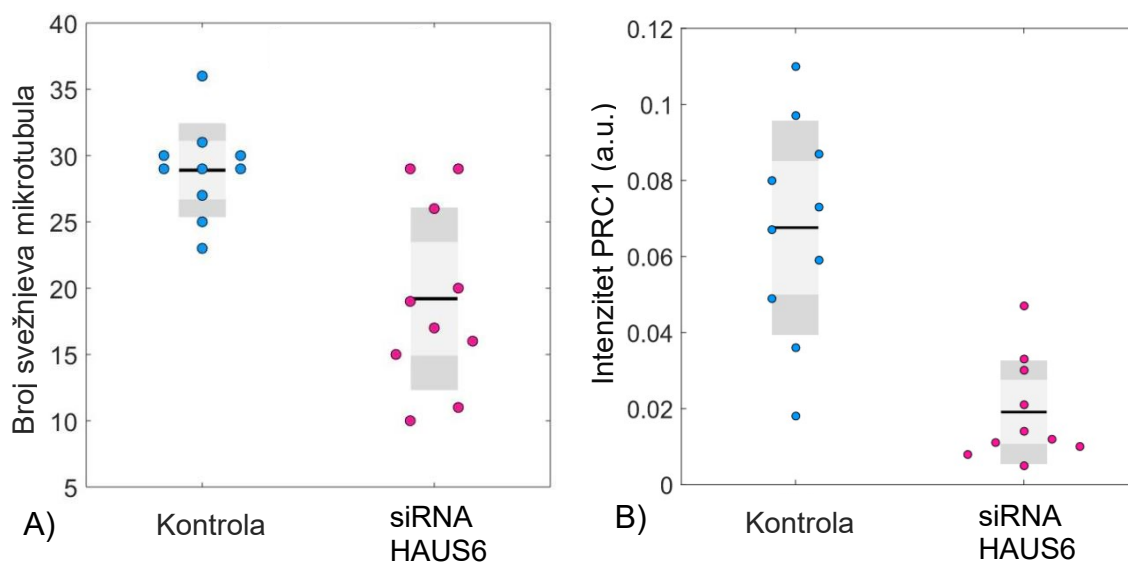 Broj svežnjeva mikrotubula
40
35
30
25
20
15
10
5
A)
Kontrola
siRNA
HAUS6
Intenzitet PRC1 (a.u.)
0.12
0.1
0.08
0.06
0.04
0.02
0
B)
Kontrola
siRNA
HAUS6